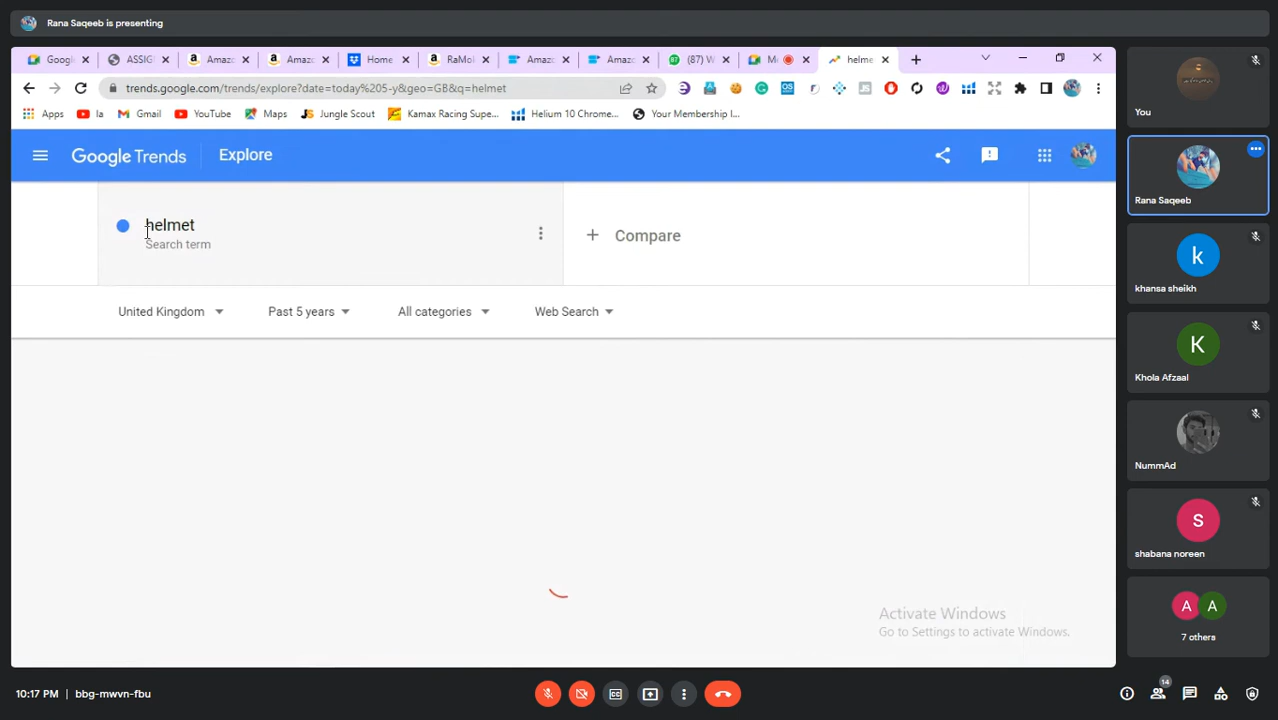 Rana Saqeeb is presenting
Googl
ASSIG
Amaz
Amaz
Home
RaMo
Amaz
Amaz
(87) W
M
helme
trends.google.com/trends/explore?date=today%205-y&geo=GB&q=helmet
Apps
la
Gmail
YouTube
Maps
Jungle Scout
Kamax Racing Supe...
Helium 10 Chrome...
Your Membership I...
Google Trends
Explore
helmet
Search term
+ Compare
United Kingdom
Past 5 years
All categories
Web Search
Activate Windows
Go to Settings to activate Windows.
You
Rana Saqeeb
k
khansa sheikh
K
Khola Afzaal
NummAd
s
shabana noreen
A
A
7 others
10:17 PM | bbg-mwvn-fbu
14